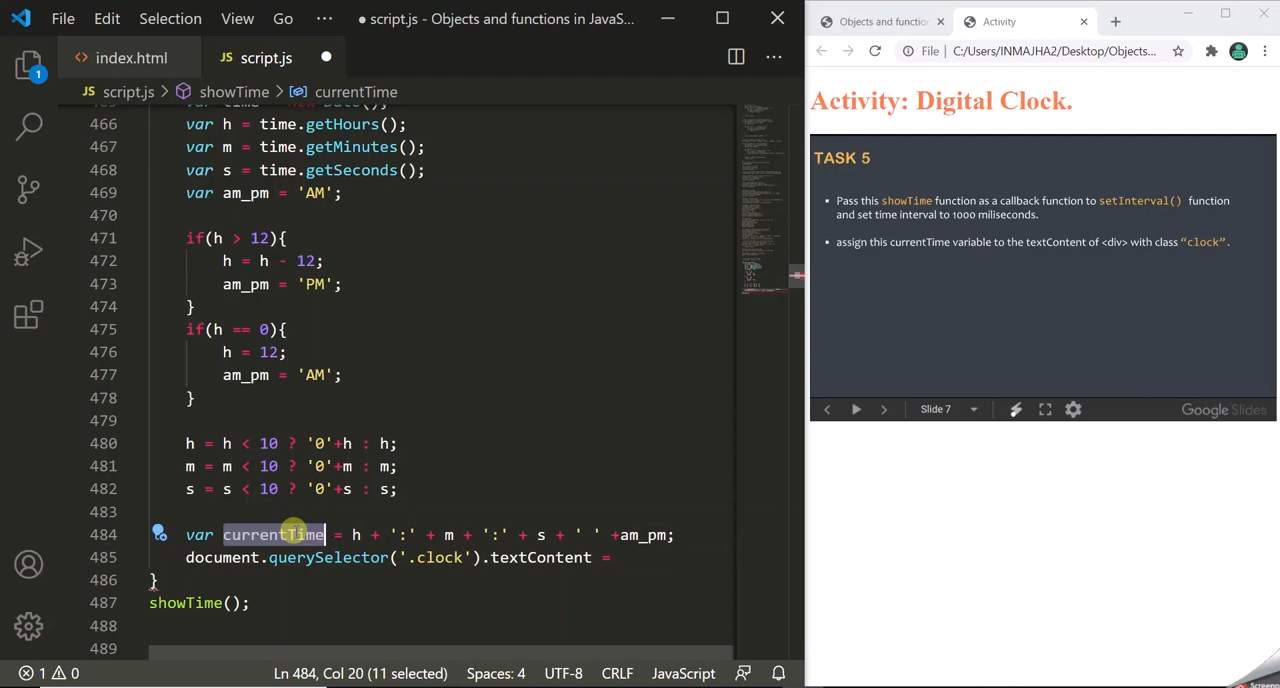 File Edit Selection View Go ··· ● script.js - Objects and functions in JavaS...
index.html JS script.js ●
JS script.js > showTime > currentTime
466 var h = time.getHours();
467 var m = time.getMinutes();
468 var s = time.getSeconds();
469 var am_pm = 'AM';
470
471 if(h > 12){
472 h = h - 12;
473 am_pm = 'PM';
474 }
475 if(h == 0){
476 h = 12;
477 am_pm = 'AM';
478 }
479
480 h = h < 10 ? '0'+h : h;
481 m = m < 10 ? '0'+m : m;
482 s = s < 10 ? '0'+s : s;
483
484 var currentTime = h + ':' + m + ':' + s + ' ' +am_pm;
485 document.querySelector('.clock').textContent =
486 }
487 showTime();
488
489
1
1 0 Ln 484, Col 20 (11 selected) Spaces: 4 UTF-8 CRLF JavaScript
Objects and function Activity
File C:/Users/INMAJHA2/Desktop/Objects...
Activity: Digital Clock.
TASK 5
▪ Pass this showTime function as a callback function to setInterval() function
and set time interval to 1000 miliseconds.
▪ assign this currentTime variable to the textContent of <div> with class “clock”.
Slide 7 Google Slides